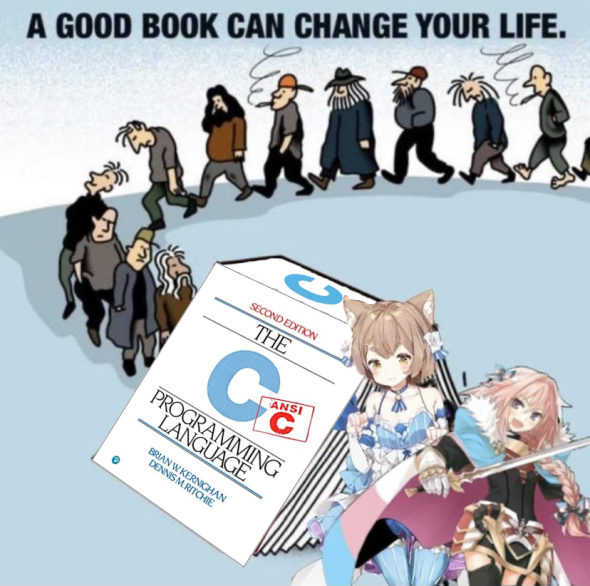 A GOOD BOOK CAN CHANGE YOUR LIFE.
C
SECOND EDITION
THE
C
ANSI
C
PROGRAMMING
LANGUAGE
BRIAN W. KERNIGHAN
DENNIS M. RITCHIE